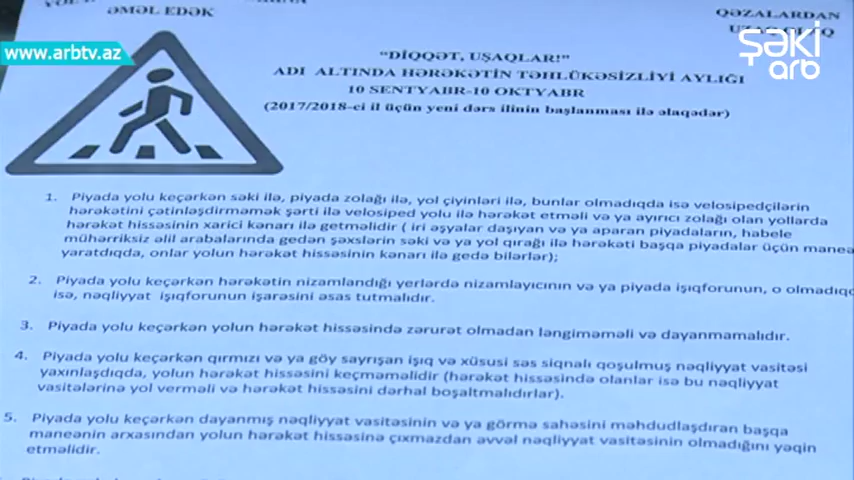 ƏMƏL EDƏK
QƏZALARDAN
www.arbtv.az
şəki
arb
"DİQQƏT, UŞAQLAR!"
ADI ALTINDA HƏRƏKƏTİN TƏHLÜKƏSİZLİYİ AYLIĞI
10 SENTYABR-10 OKTYABR
(2017/2018-ci il üçün yeni dərs ilinin başlanması ilə əlaqədər)
1. Piyada yolu keçərkən səki ilə, piyada zolağı ilə, yol çiyinləri ilə, bunlar olmadıqda isə velosipedçilərin
hərəkətini çətinləşdirməmək şərti ilə velosiped yolu ilə hərəkət etməli və ya ayırıcı zolağı olan yollarda
hərəkət hissəsinin xarici kənarı ilə getməlidir ( iri əşyalar daşıyan və ya aparan piyadaların, habele
mühərriksiz əlil arabalarında gedən şəxslərin səki və ya yol qırağı ilə hərəkəti başqa piyadalar üçün manea
yaratdıqda, onlar yolun hərəkət hissəsinin kənarı ilə gedə bilərlər);
2. Piyada yolu keçərkən hərəkətin nizamlandığı yerlərdə nizamlayıcının və ya piyada işıqforunun, o olmadıqd
isə, nəqliyyat işıqforunun işarəsini əsas tutmalıdır.
3. Piyada yolu keçərkən yolun hərəkət hissəsində zərurət olmadan ləngiməməli və dayanmamalıdır.
4. Piyada yolu keçərkən qırmızı və ya göy sayrışan işıq və xüsusi səs siqnalı qoşulmuş nəqliyyat vasitəsi
yaxınlaşdıqda, yolun hərəkət hissəsini keçməməlidir (hərəkət hissəsində olanlar isə bu nəqliyyat
vasitələrinə yol verməli və hərəkət hissəsini dərhal boşaltmalıdırlar).
5. Piyada yolu keçərkən dayanmış nəqliyyat vasitəsinin və ya görmə sahəsini məhdudlaşdıran başqa
maneənin arxasından yolun hərəkət hissəsinə çıxmazdan əvvəl nəqliyyat vasitəsinin olmadığını yəqin
etməlidir.